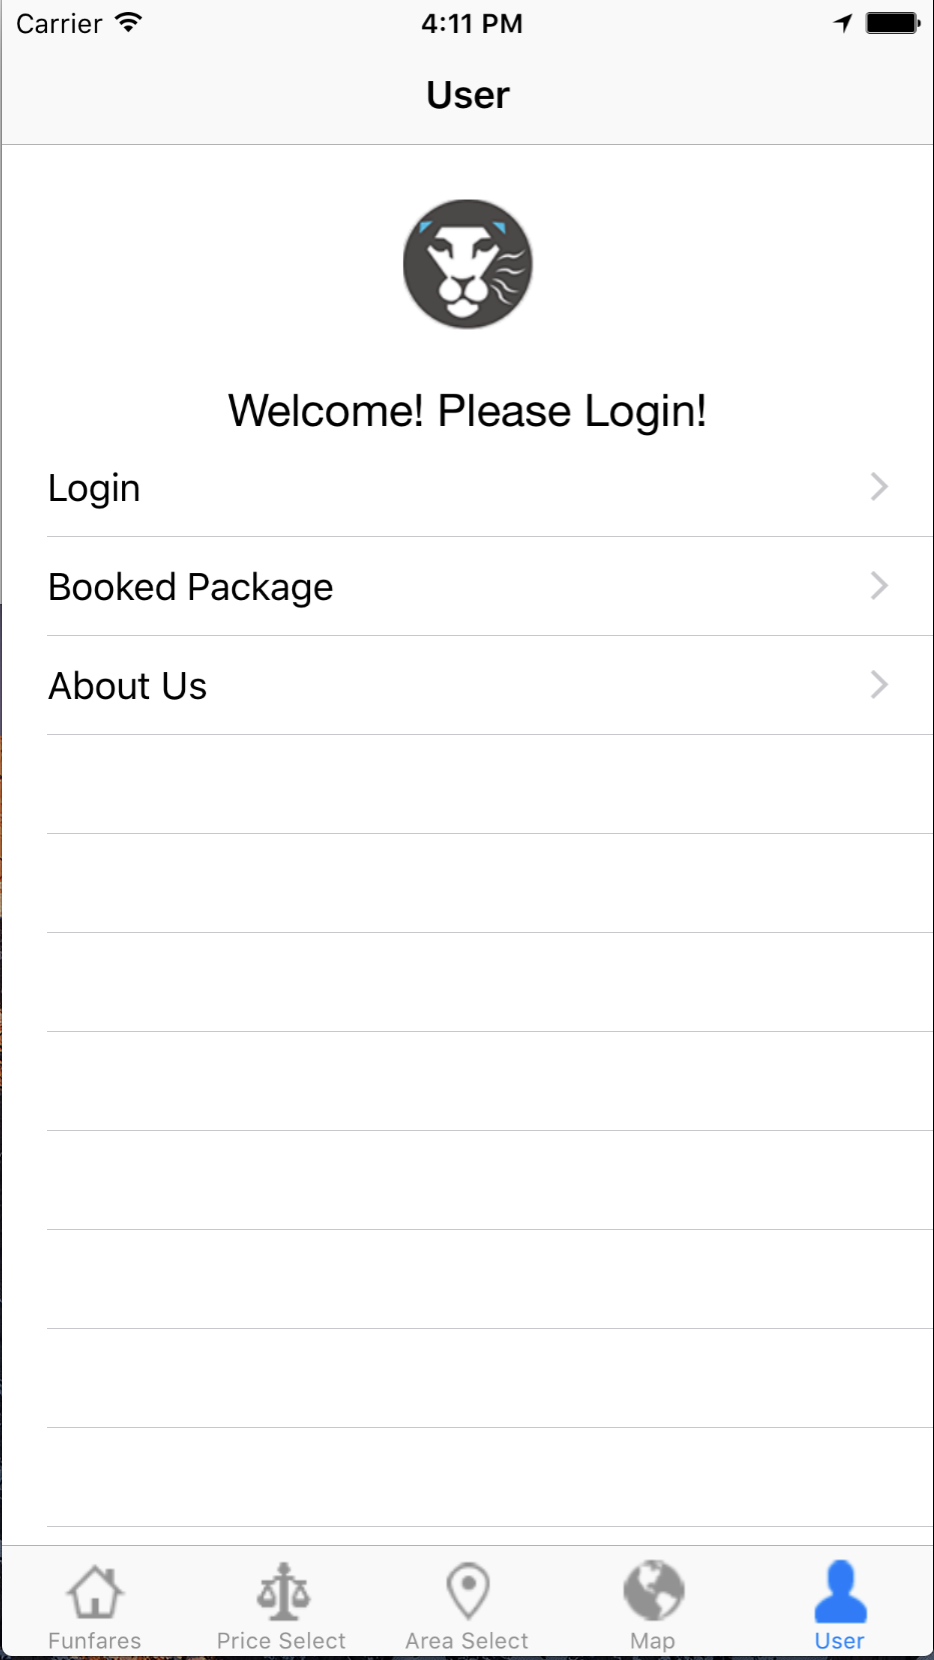 Carrier 4:11 PM
User
Welcome! Please Login!
Login
Booked Package
About Us
Funfares Price Select Area Select Map User